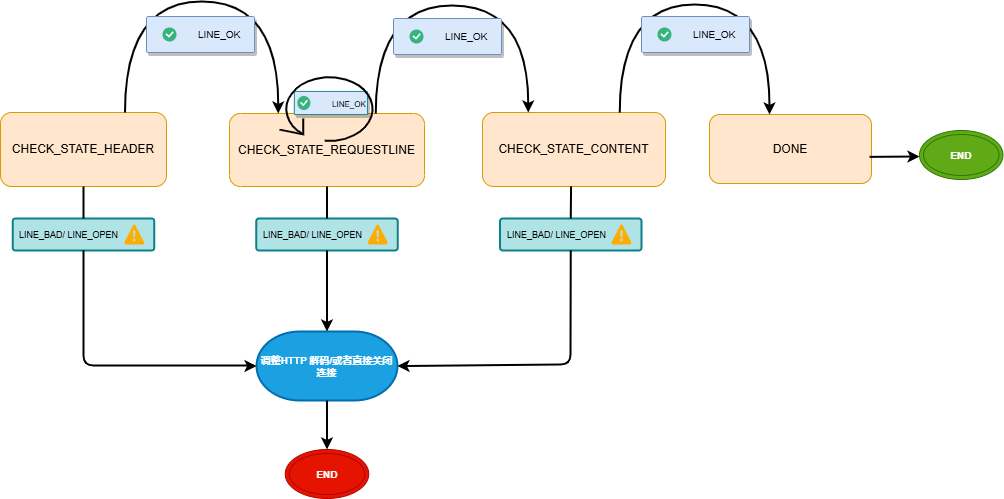 LINE_OK
LINE_OK
LINE_OK
LINE_OK
CHECK_STATE_HEADER
CHECK_STATE_REQUESTLINE
CHECK_STATE_CONTENT
DONE
END
LINE_BAD/ LINE_OPEN
LINE_BAD/ LINE_OPEN
LINE_BAD/ LINE_OPEN
调整HTTP 解码/或者直接关闭
连接
END